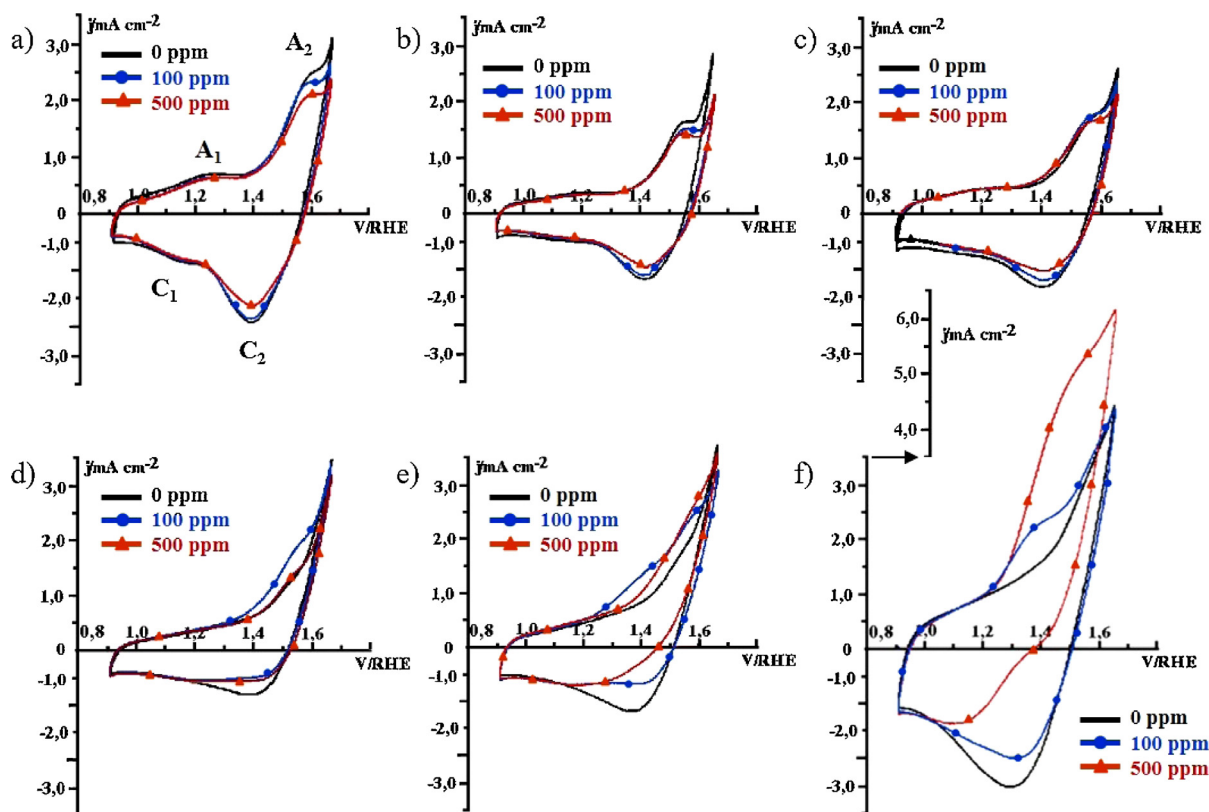 a)
j/mA cm-2
3,0
2,0
1,0
0
-1,0
-2,0
-3,0
0 ppm
100 ppm
500 ppm
A2
A1
0,8 1,0 1,2 1,4 1,6
V/RHE
C1
C2
b)
j/mA cm-2
3,0
2,0
1,0
0
-1,0
-2,0
-3,0
0 ppm
100 ppm
500 ppm
0,8 1,0 1,2 1,4 1,6
V/RHE
c)
j/mA cm-2
3,0
2,0
1,0
0
-1,0
-2,0
-3,0
0 ppm
100 ppm
500 ppm
0,8 1,0 1,2 1,4 1,6
V/RHE
d)
j/mA cm-2
3,0
2,0
1,0
0
-1,0
-2,0
-3,0
0 ppm
100 ppm
500 ppm
0,8 1,0 1,2 1,4 1,6
V/RHE
e)
j/mA cm-2
3,0
2,0
1,0
0
-1,0
-2,0
-3,0
0 ppm
100 ppm
500 ppm
0,8 1,0 1,2 1,4 1,6
V/RHE
f)
j/mA cm-2
6,0
5,0
4,0
3,0
2,0
1,0
0
-1,0
-2,0
-3,0
0,8 1,0 1,2 1,4 1,6
V/RHE
0 ppm
100 ppm
500 ppm